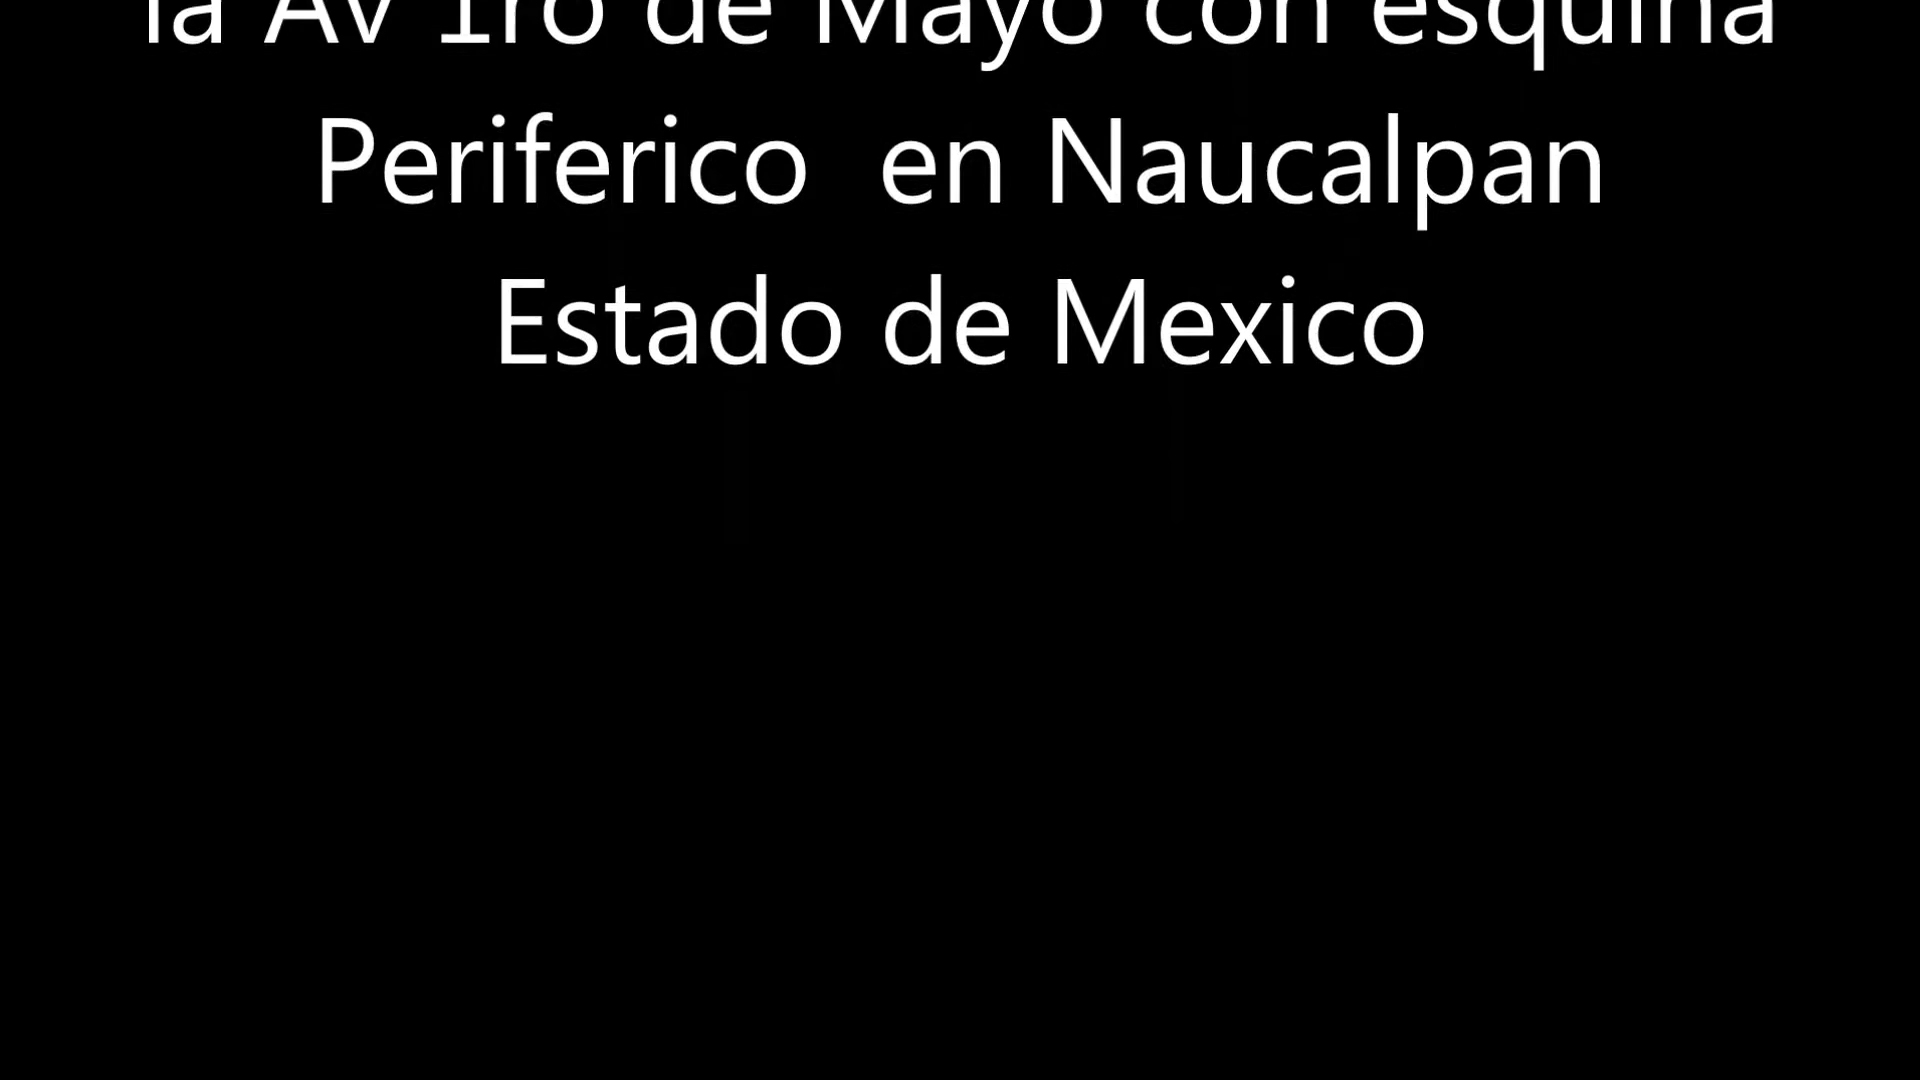 la Av 1ro de Mayo con esquina
Periferico  en Naucalpan
Estado de Mexico